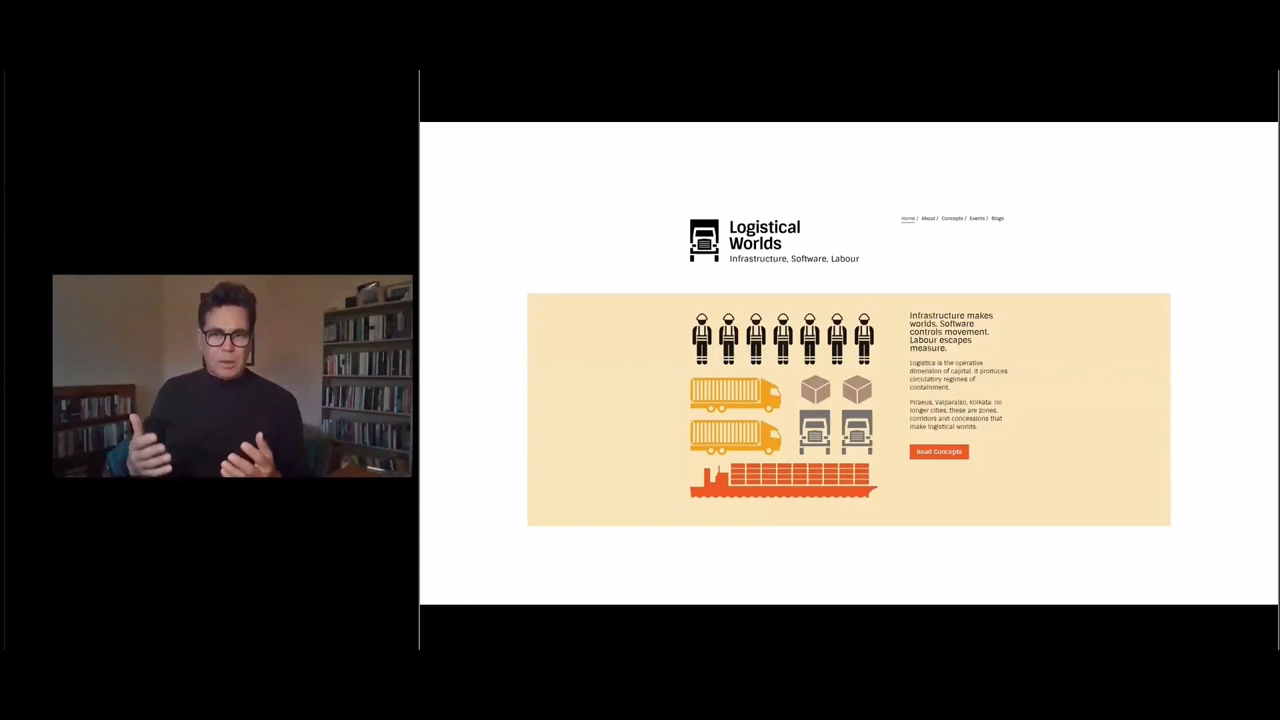 Logistical
Worlds
Infrastructure, Software, Labour
Home / About / Concepts / Events / Blogs
Infrastructure makes
worlds. Software
controls movement.
Labour escapes
measure.
Logistics is the operative
dimension of capital. It produces
circulatory regimes of
containment.
Piraeus, Valparaíso, Kolkata: no
longer cities, these are zones,
corridors and concessions that
make logistical worlds.
Read Concepts